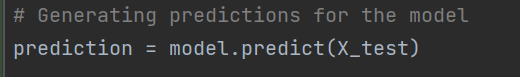 # Generating predictions for the model
prediction = model.predict(X_test)